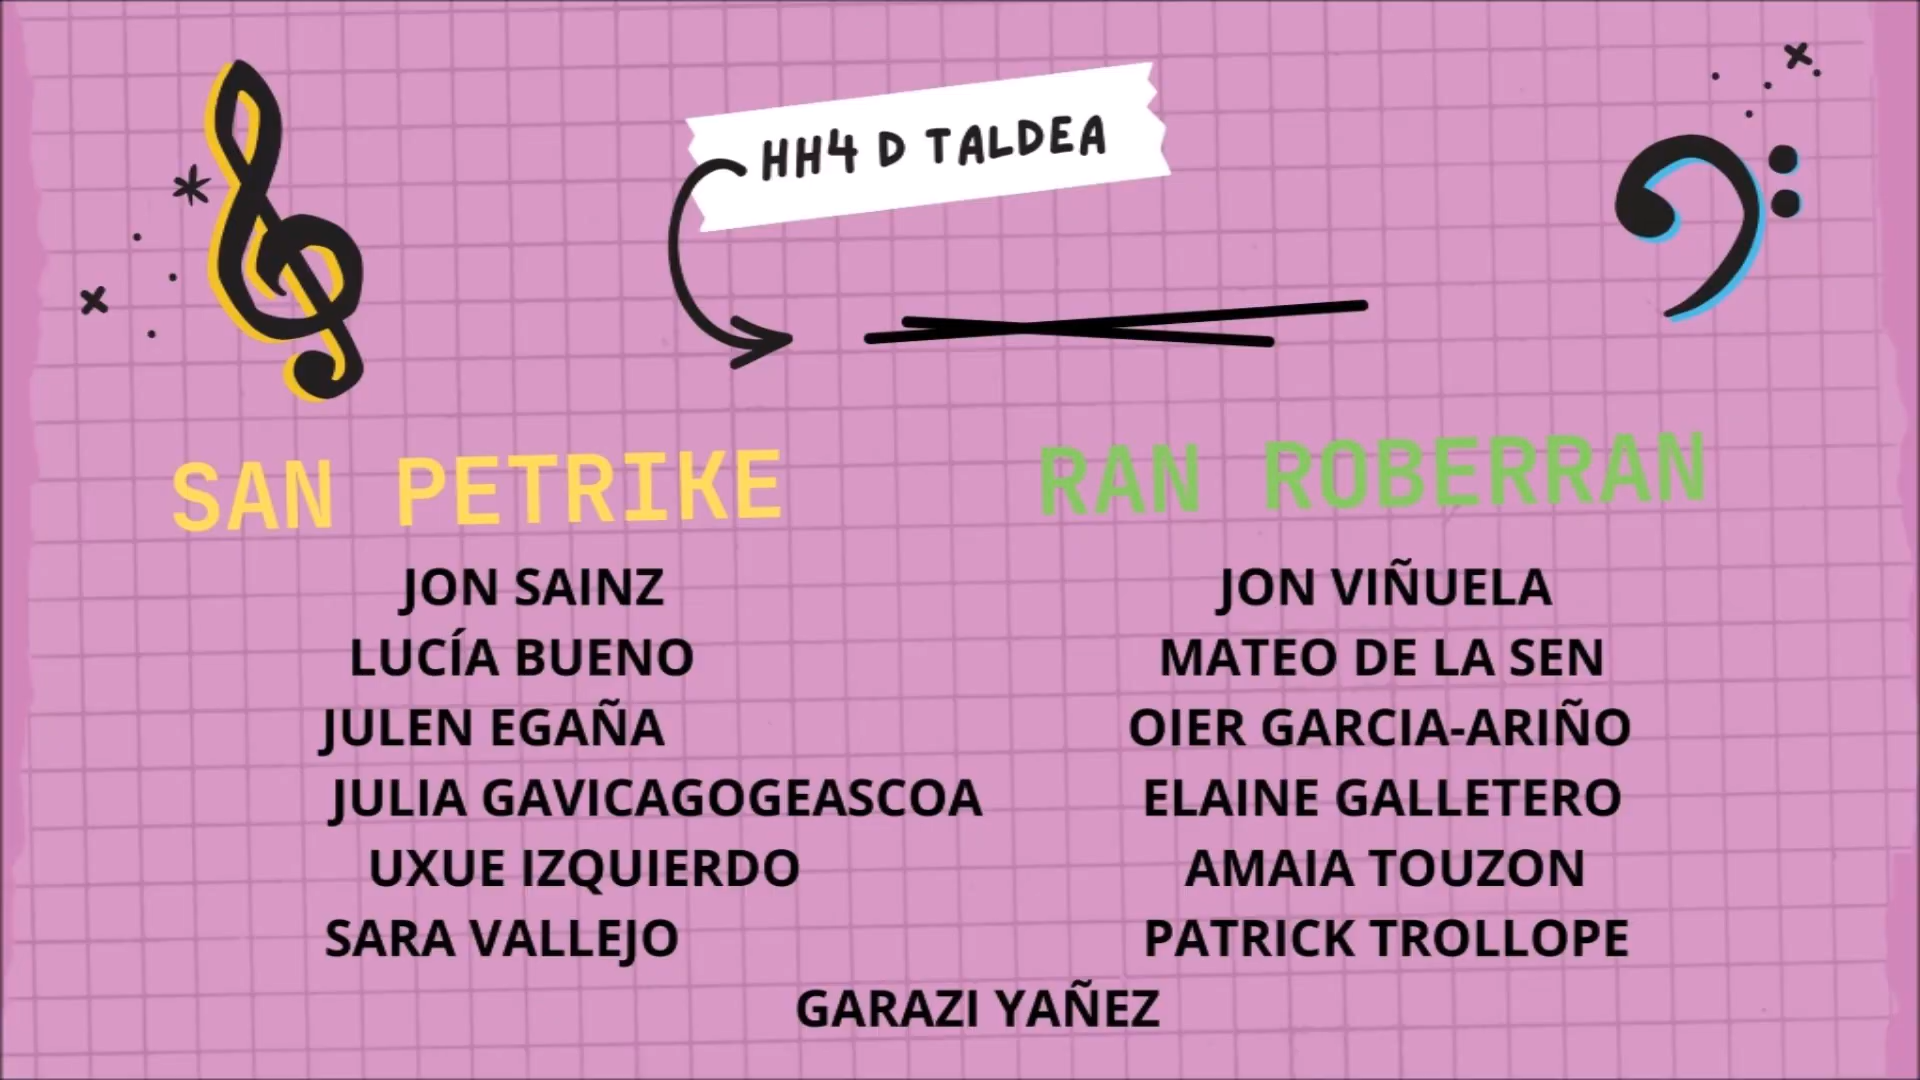 HH4 D TALDEA
SAN PETRIKE
JON SAINZ
LUCÍA BUENO
JULEN EGAÑA
JULIA GAVICAGOGEASCOA
UXUE IZQUIERDO
SARA VALLEJO
RAN ROBERRAN
JON VIÑUELA
MATEO DE LA SEN
OIER GARCIA-ARIÑO
ELAINE GALLETERO
AMAIA TOUZON
PATRICK TROLLOPE
GARAZI YAÑEZ